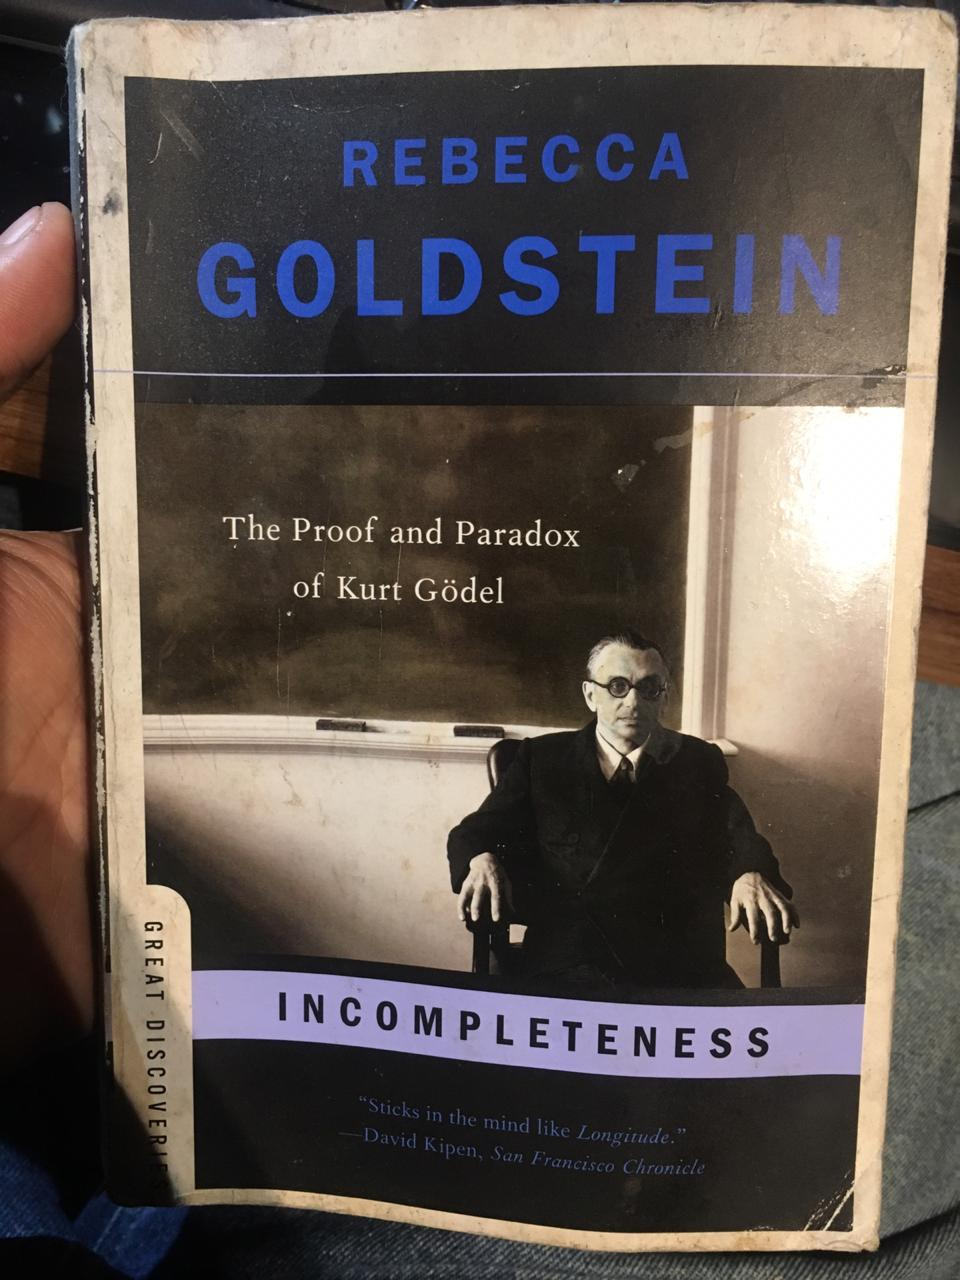 REBECCA
GOLDSTEIN
The Proof and Paradox
of Kurt Gödel
GREAT DISCOVERIE
INCOMPLETENESS
“Sticks in the mind like Longitude.”
—David Kipen, San Francisco Chronicle